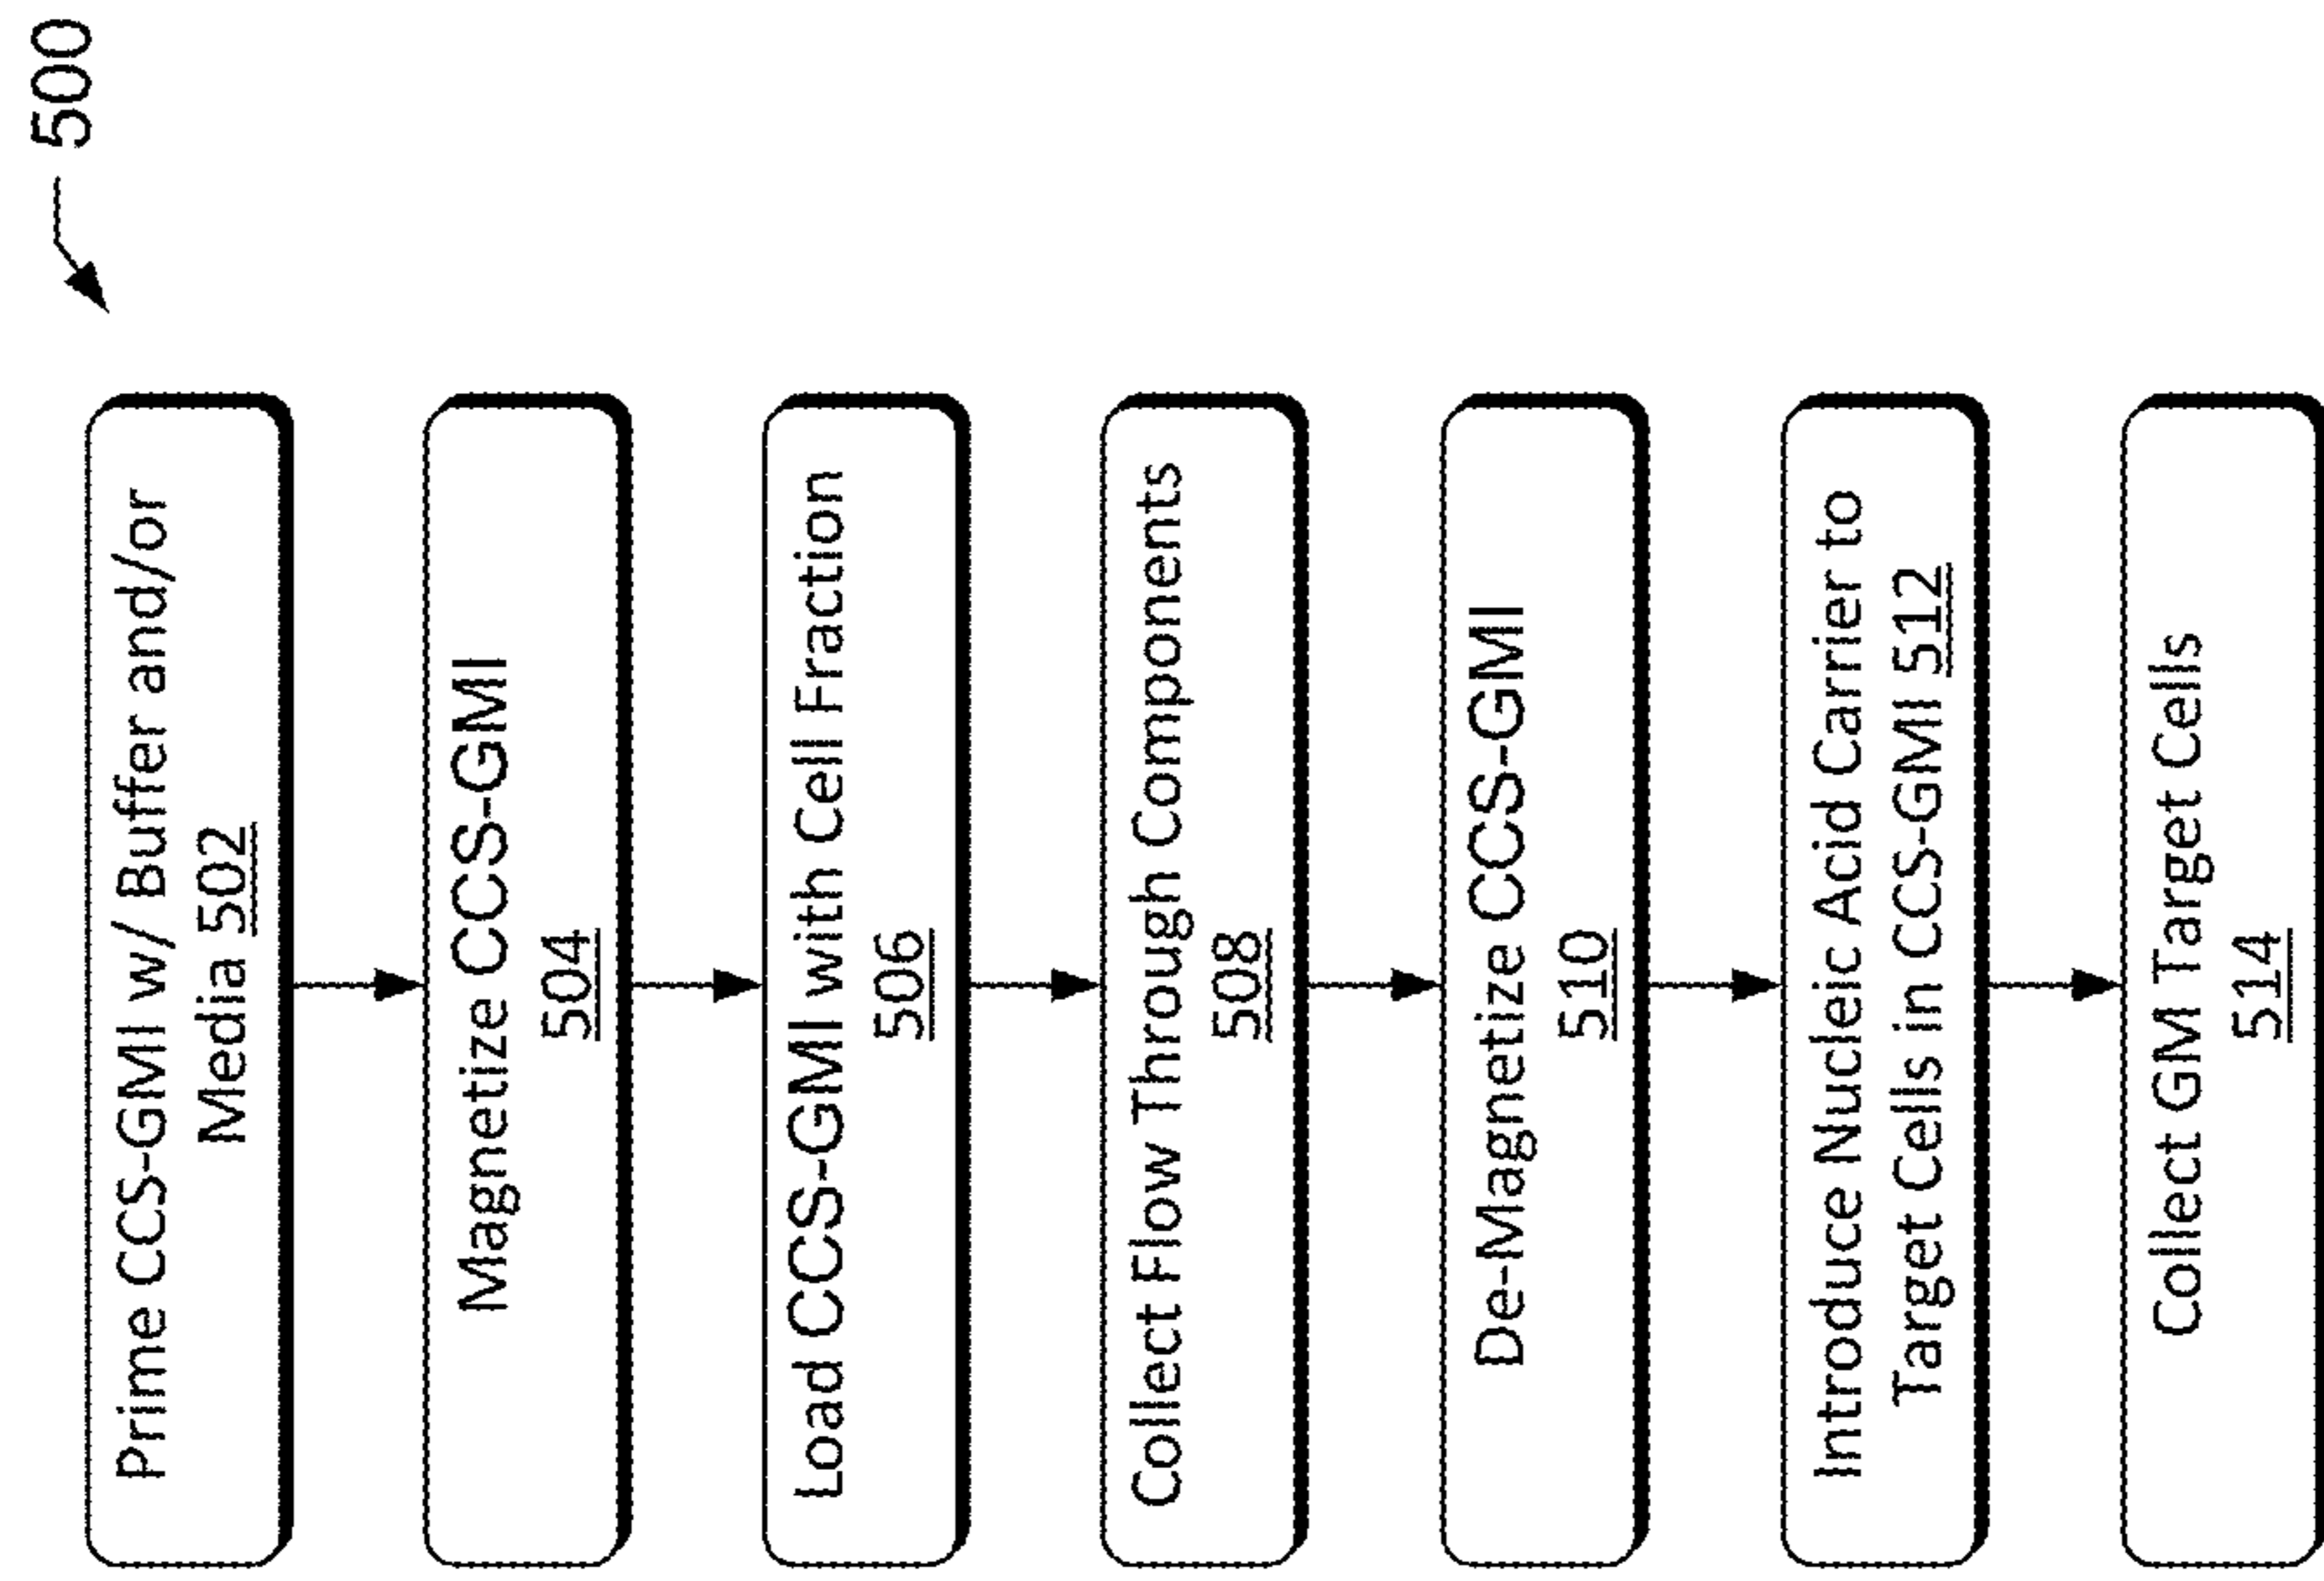 500
Prime CCS-GMI w/ Buffer and/or
Media 502
Magnetize CCS-GMI
504
Load CCS-GMI with Cell Fraction
506
Collect Flow Through Components
508
De-Magnetize CCS-GMI
510
Introduce Nucleic Acid Carrier to
Target Cells in CCS-GMI 512
Collect GM Target Cells
514